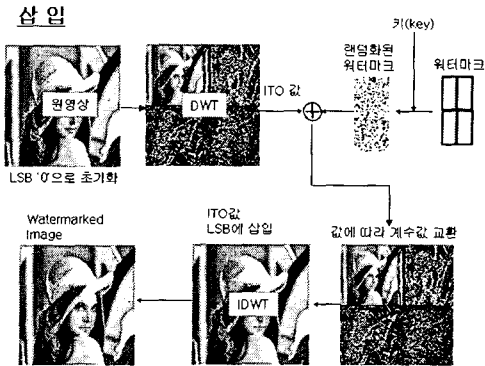 삽 입
키(key)
랜덤화된
워터마크
워터마크
원영상
DWT
ITO 값
LSB '0'으로 초기화
Watermarked
Image
ITO값
LSB에 삽입
값에 따라 계수값 교환
IDWT